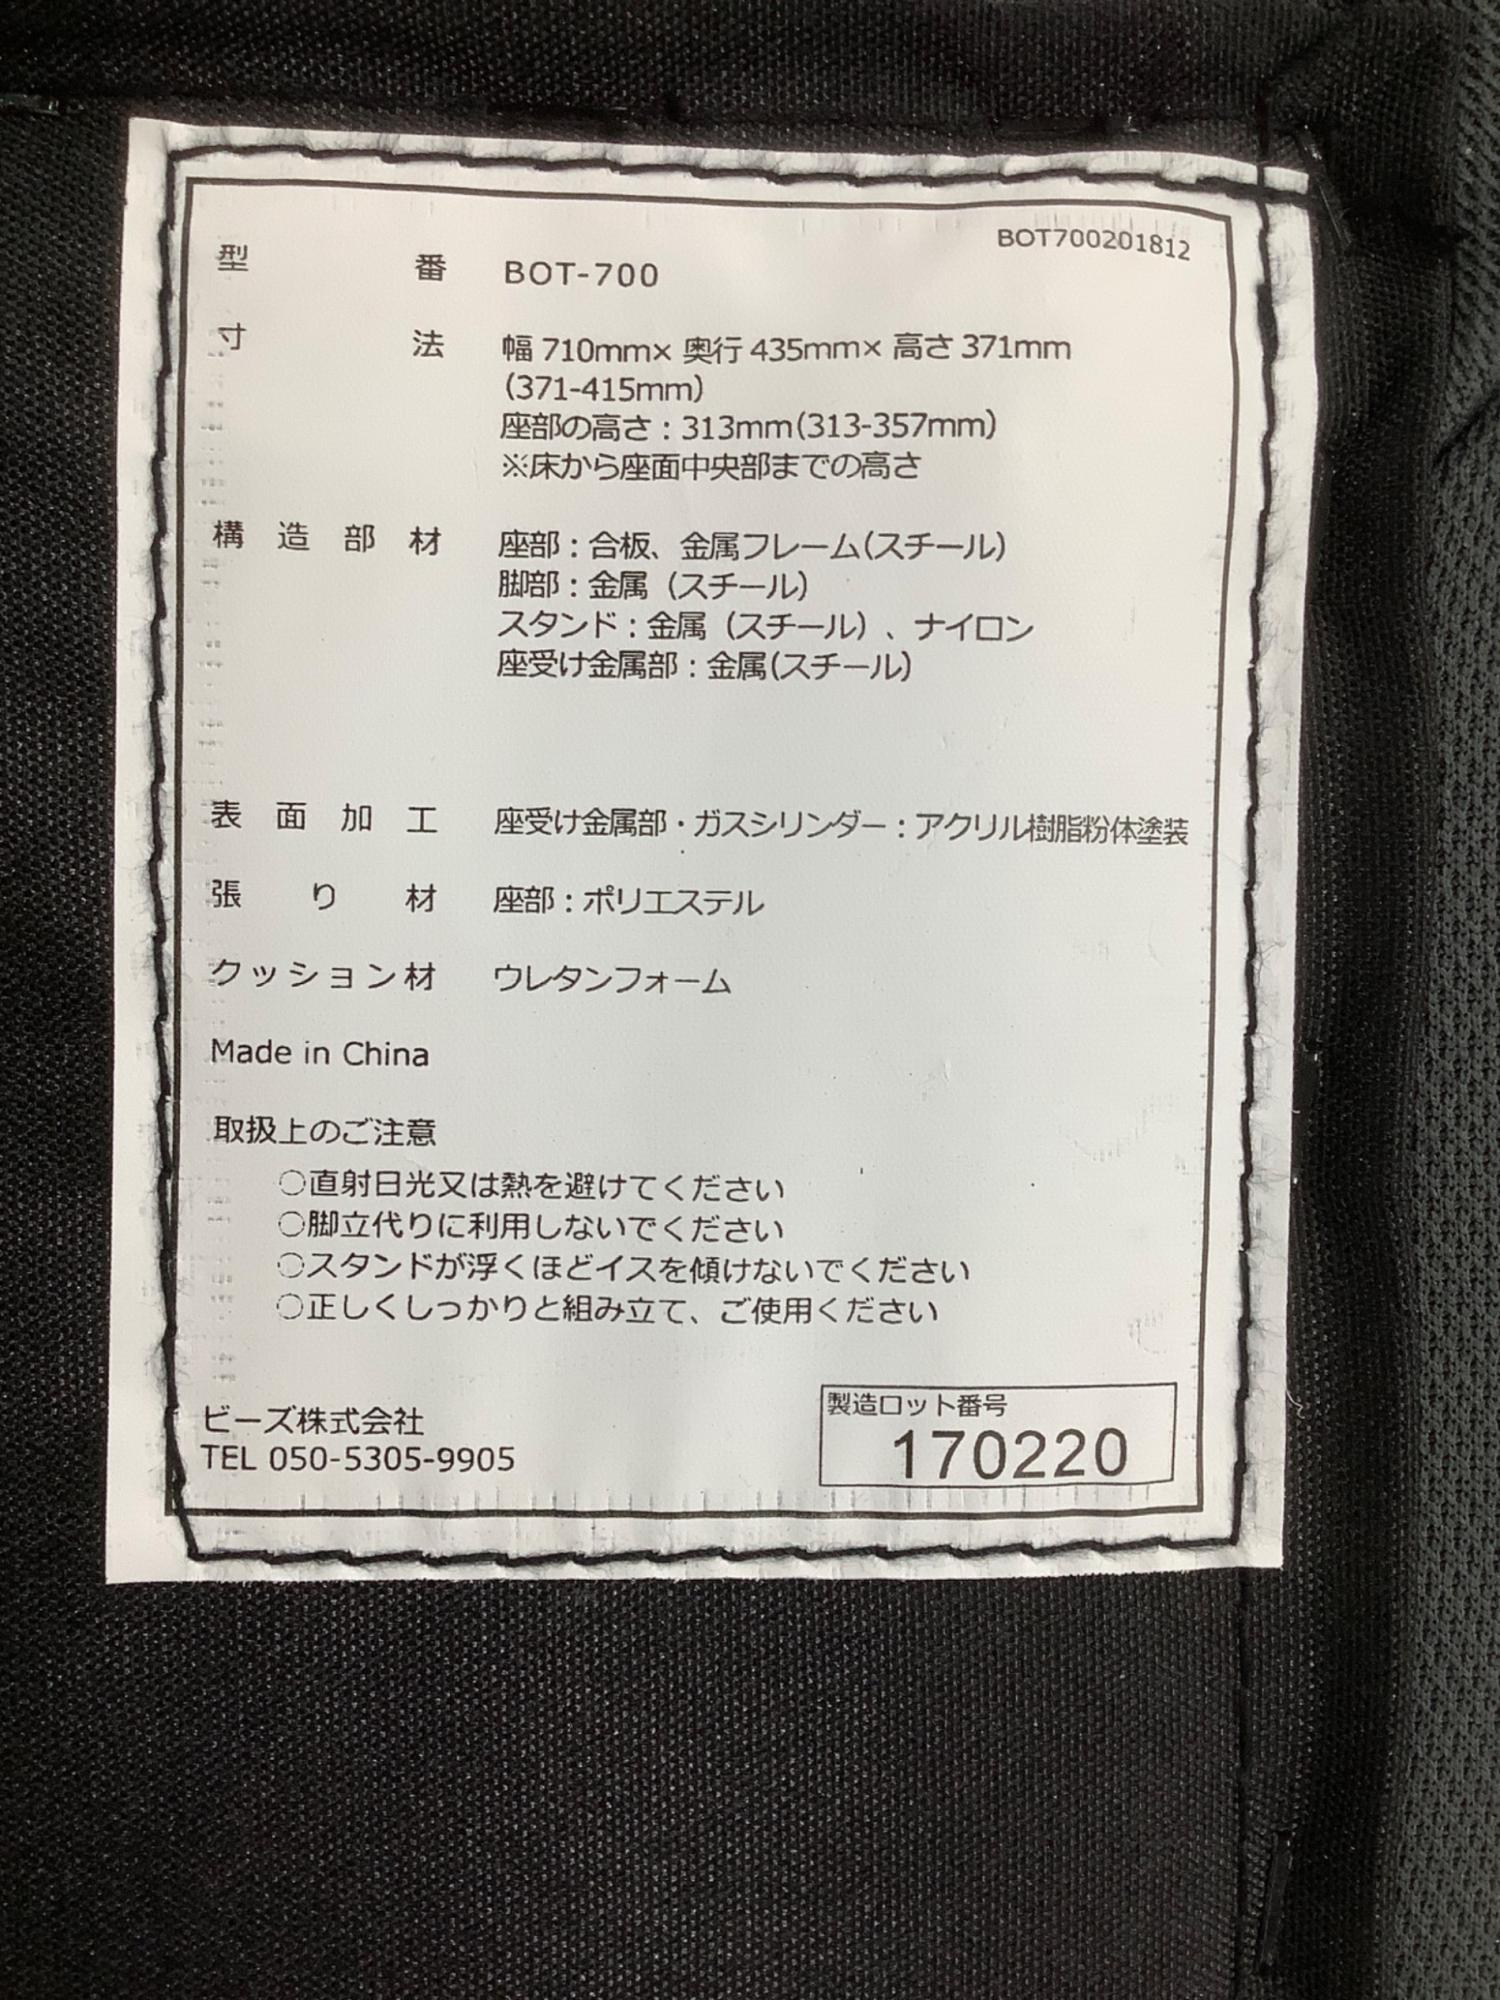 BOT700201812
型番 BOT-700
寸法 幅 710mm× 奥行 435mm× 高さ 371mm
(371-415mm)
座部の高さ：313mm(313-357mm)
※床から座面中央部までの高さ
構造部材 座部：合板、金属フレーム(スチール)
脚部：金属（スチール）
スタンド：金属（スチール）、ナイロン
座受け金属部：金属(スチール)
表面加工 座受け金属部・ガスシリンダー：アクリル樹脂粉体塗装
張り材 座部：ポリエステル
クッション材 ウレタンフォーム
Made in China
取扱上のご注意
○直射日光又は熱を避けてください
○脚立代りに利用しないでください
○スタンドが浮くほどイスを傾けないでください
○正しくしっかりと組み立て、ご使用ください
ビーズ株式会社
TEL 050-5305-9905
製造ロット番号
170220